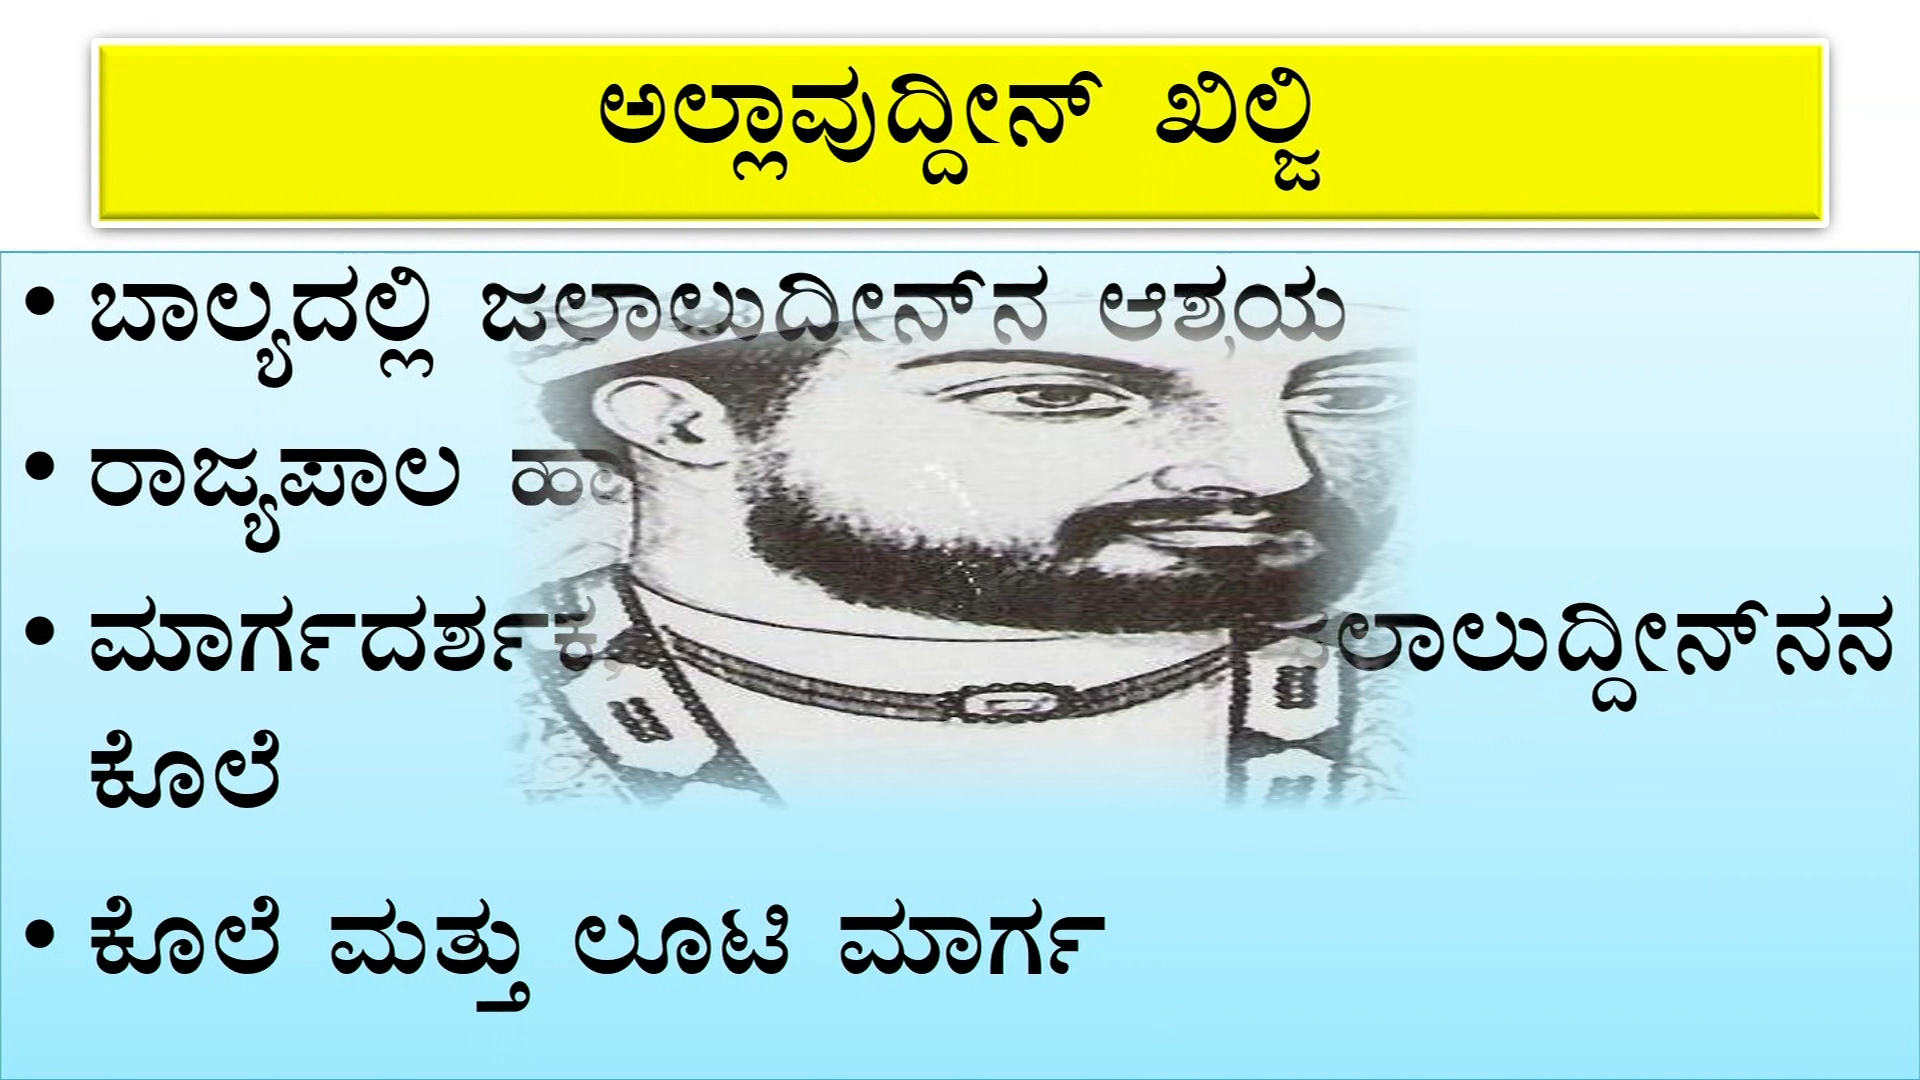 ಅಲ್ಲಾವುದ್ದೀನ್ ಖಿಲ್ಜಿ
• ಬಾಲ್ಯದಲ್ಲಿ ಜಲಾಲುದೀನ್‌ನ ಆಶ್ರಯ
• ರಾಜ್ಯಪಾಲ
• ಮಾರ್ಗದರ್ಶಕ,
ಕೊಲೆ
• ಕೊಲೆ ಮತ್ತು ಲೂಟಿ ಮಾರ್ಗ